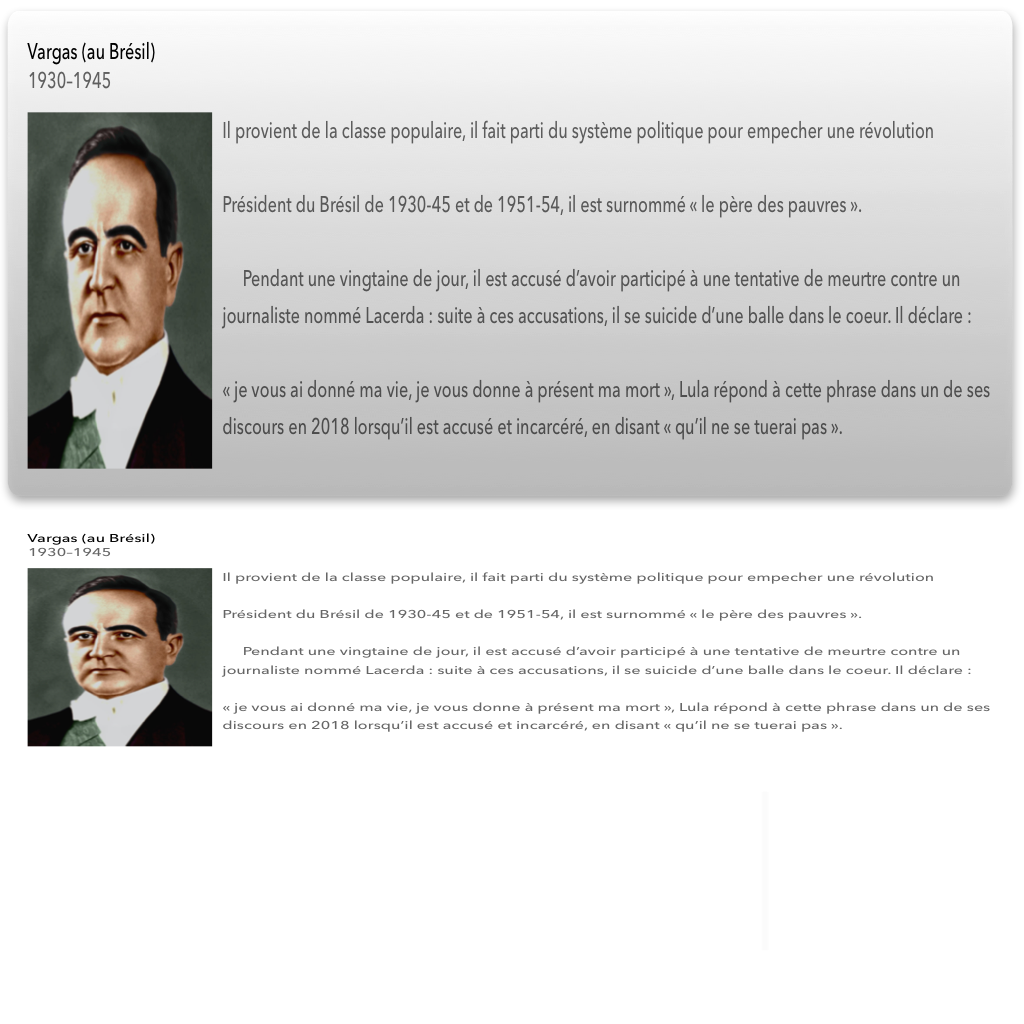 Vargas (au Brésil)
1930-1945
Il provient de la classe populaire, il fait parti du système politique pour empecher une révolution
Président du Brésil de 1930-45 et de 1951-54, il est surnommé « le père des pauvres ».
Pendant une vingtaine de jour, il est accusé d’avoir participé à une tentative de meurtre contre un
journaliste nommé Lacerda : suite à ces accusations, il se suicide d’une balle dans le coeur. Il déclare :
« je vous ai donné ma vie, je vous donne à présent ma mort », Lula répond à cette phrase dans un de ses
discours en 2018 lorsqu’il est accusé et incarcéré, en disant « qu’il ne se tuerai pas ».
Vargas (au Brésil)
1930-1945
Il provient de la classe populaire, il fait parti du système politique pour empecher une révolution
Président du Brésil de 1930-45 et de 1951-54, il est surnommé « le père des pauvres ».
Pendant une vingtaine de jour, il est accusé d’avoir participé à une tentative de meurtre contre un
journaliste nommé Lacerda : suite à ces accusations, il se suicide d’une balle dans le coeur. Il déclare :
« je vous ai donné ma vie, je vous donne à présent ma mort », Lula répond à cette phrase dans un de ses
discours en 2018 lorsqu’il est accusé et incarcéré, en disant « qu’il ne se tuerai pas ».